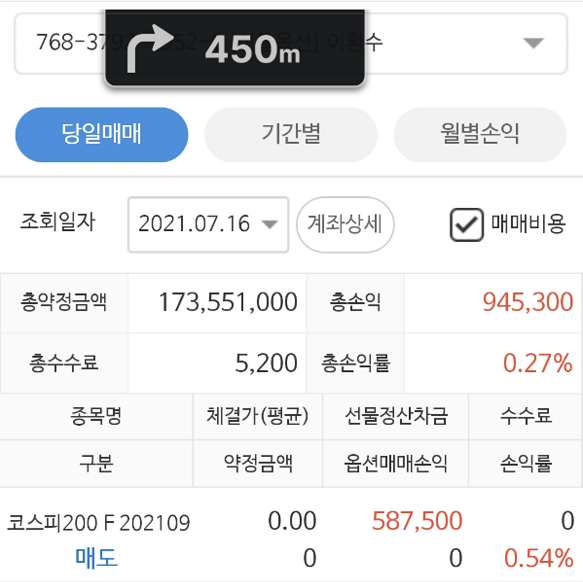 768-379 수
450m
당일매매 기간별 월별손익
조회일자 2021.07.16 계좌상세 매매비용
총약정금액 173,551,000 총손익 945,300
총수수료 5,200 총손익률 0.27%
종목명 체결가(평균) 선물정산차금 수수료
구분 약정금액 옵션매매손익 손익률
코스피200 F 202109 0.00 587,500 0
매도 0 0 0.54%